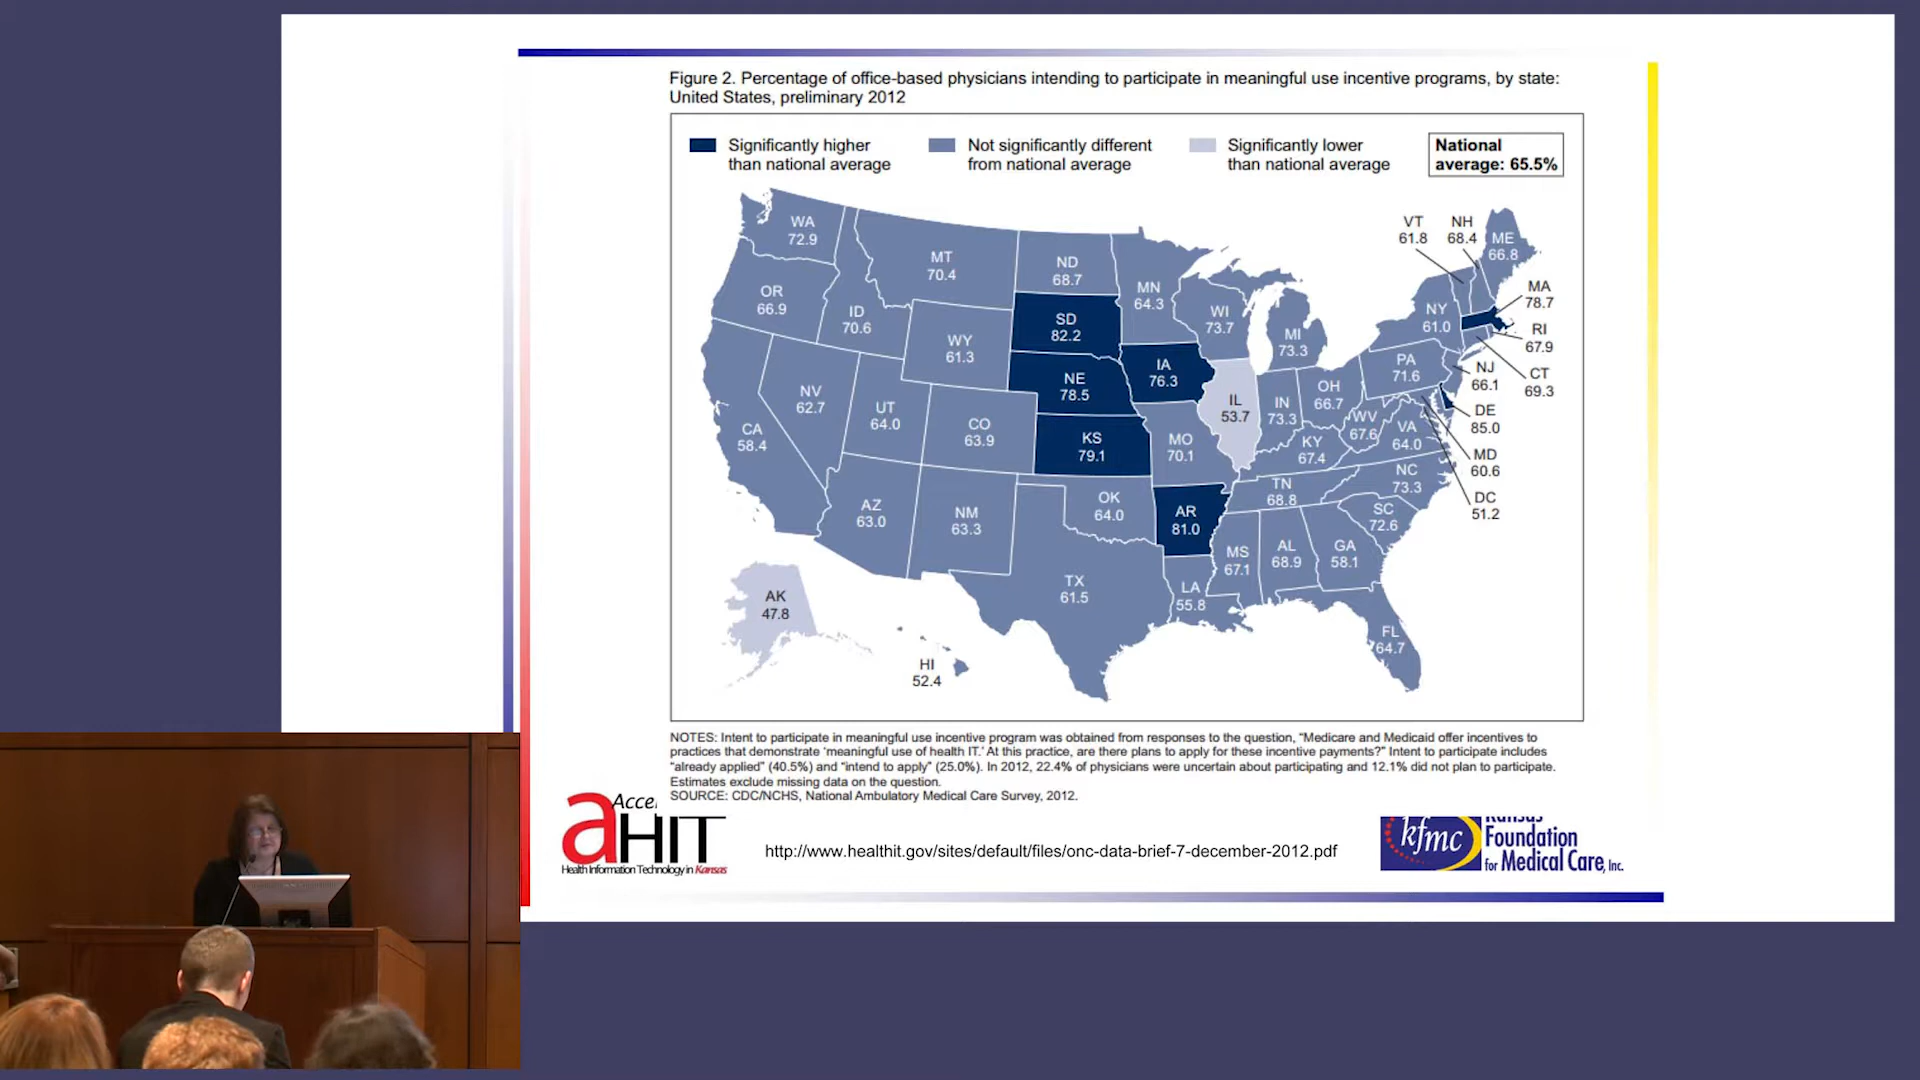 Figure 2. Percentage of office-based physicians intending to participate in meaningful use incentive programs, by state:
United States, preliminary 2012
Significantly higher
than national average
Not significantly different
from national average
Significantly lower
than national average
National
average: 65.5%
WA
72.9
MT
70.4
ND
68.7
MN
64.3
VT
61.8
NH
68.4
ME
66.8
OR
66.9
ID
70.6
WY
61.3
SD
82.2
WI
73.7
MI
73.3
NY
61.0
MA
78.7
RI
67.9
CT
69.3
NJ
66.1
PA
71.6
NV
62.7
UT
64.0
CO
63.9
NE
78.5
IA
76.3
IL
53.7
IN
73.3
OH
66.7
WV
67.6
VA
64.0
DE
85.0
MD
60.6
DC
51.2
CA
58.4
KS
79.1
MO
70.1
KY
67.4
NC
73.3
TN
68.8
SC
72.6
AZ
63.0
NM
63.3
OK
64.0
AR
81.0
MS
67.1
AL
68.9
GA
58.1
TX
61.5
LA
55.8
FL
64.7
AK
47.8
HI
52.4
NOTES: Intent to participate in meaningful use incentive program was obtained from responses to the question, “Medicare and Medicaid offer incentives to
practices that demonstrate ‘meaningful use of health IT.’ At this practice, are there plans to apply for these incentive payments?” Intent to participate includes
“already applied” (40.5%) and “intend to apply” (25.0%). In 2012, 22.4% of physicians were uncertain about participating and 12.1% did not plan to participate.
Estimates exclude missing data on the question.
SOURCE: CDC/NCHS, National Ambulatory Medical Care Survey, 2012.
aHIT
Health Information Technology in Kansas
http://www.healthit.gov/sites/default/files/onc-data-brief-7-december-2012.pdf
kfmc
Kansas
Foundation
for Medical Care, Inc.